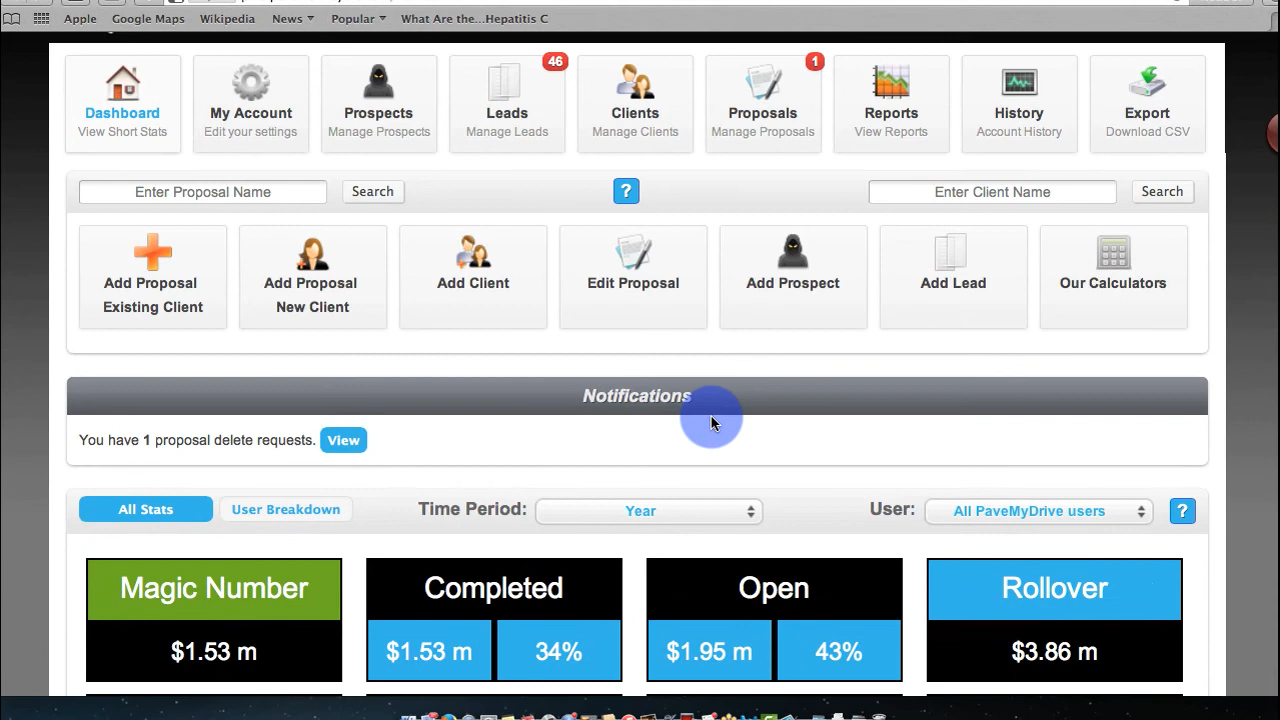 Apple Google Maps Wikipedia News Popular What Are the...Hepatitis C
46
1
Dashboard My Account Prospects Leads Clients Proposals Reports History Export
View Short Stats Edit your settings Manage Prospects Manage Leads Manage Clients Manage Proposals View Reports Account History Download CSV
Enter Proposal Name Search ? Enter Client Name Search
Add Proposal Add Proposal Add Client Edit Proposal Add Prospect Add Lead Our Calculators
Existing Client New Client
Notifications
You have 1 proposal delete requests. View
All Stats User Breakdown Time Period: Year User: All PaveMyDrive users ?
Magic Number Completed Open Rollover
$1.53 m $1.53 m 34% $1.95 m 43% $3.86 m